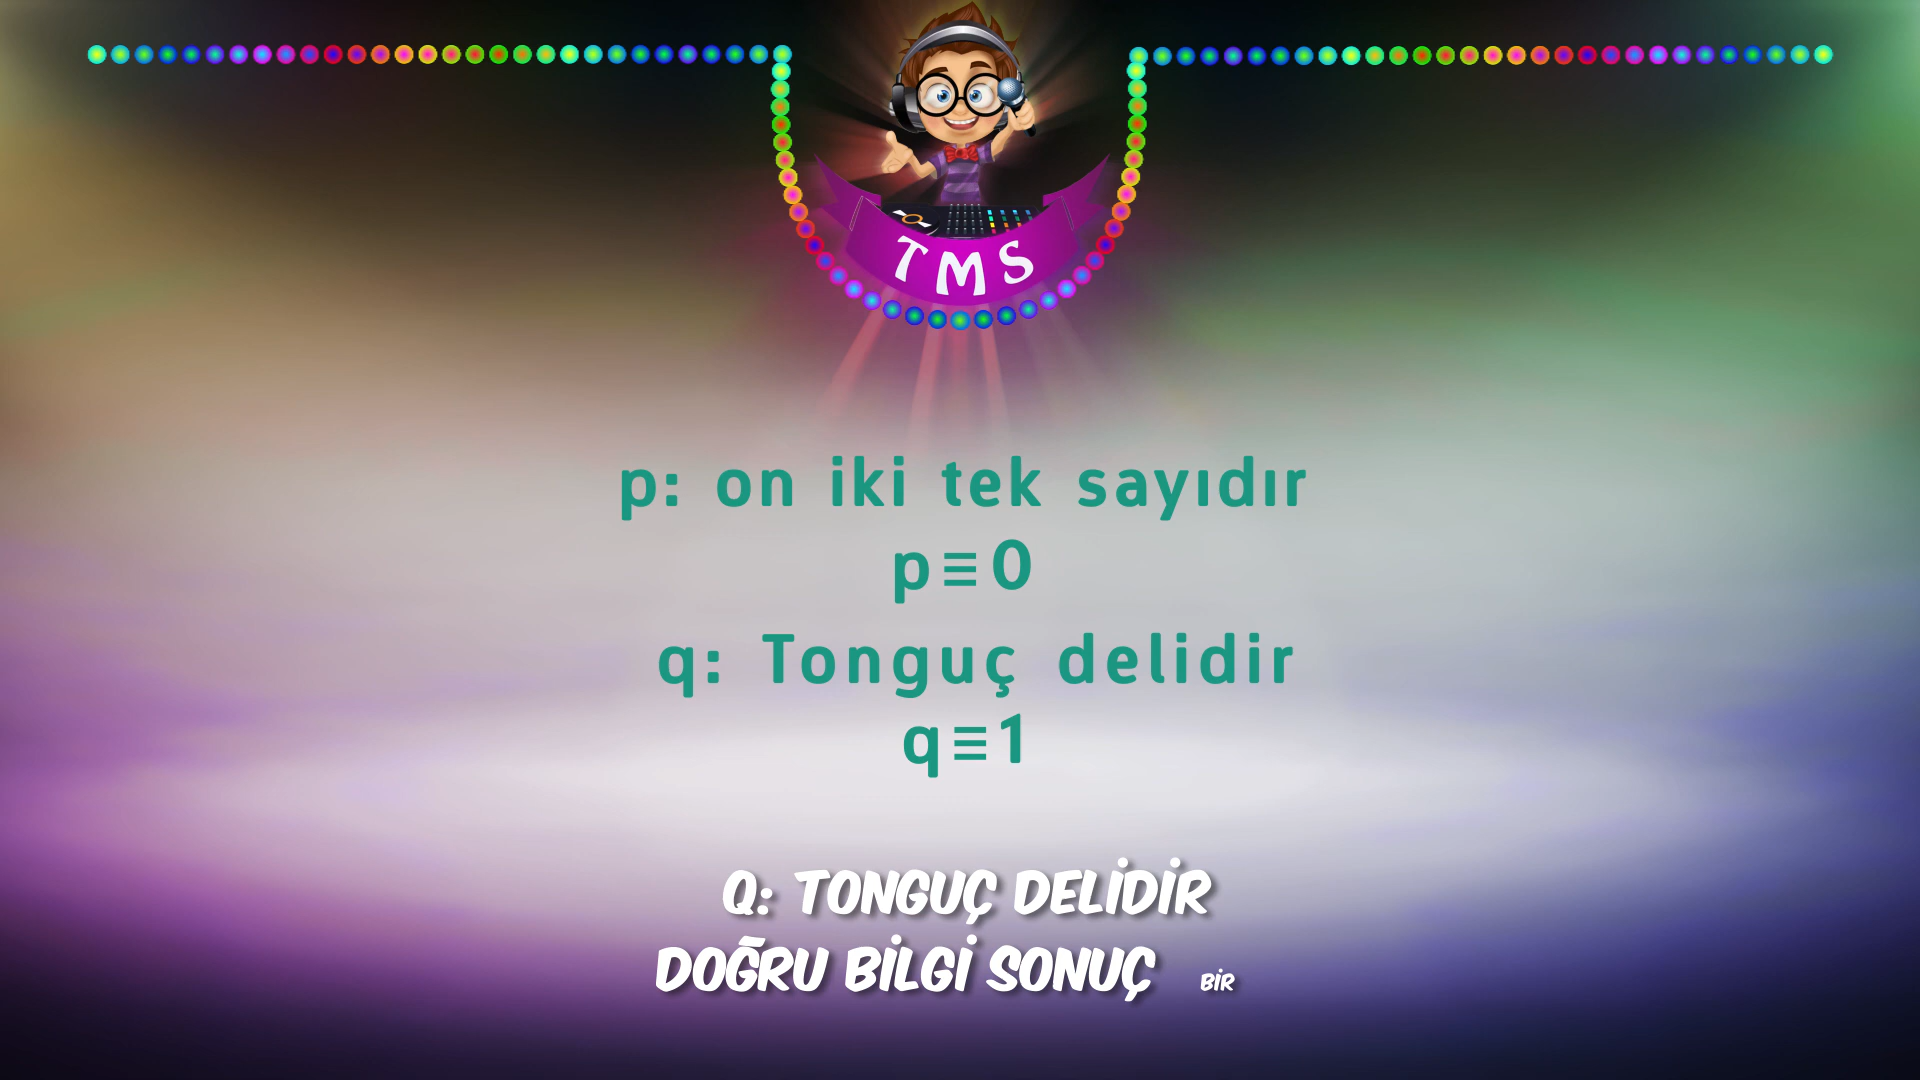 TMS
p: on iki tek sayıdır
p≡0
q: Tonguç delidir
q≡1
Q: TONGUÇ DELİDİR
DOĞRU BİLGİ SONUÇ BİR